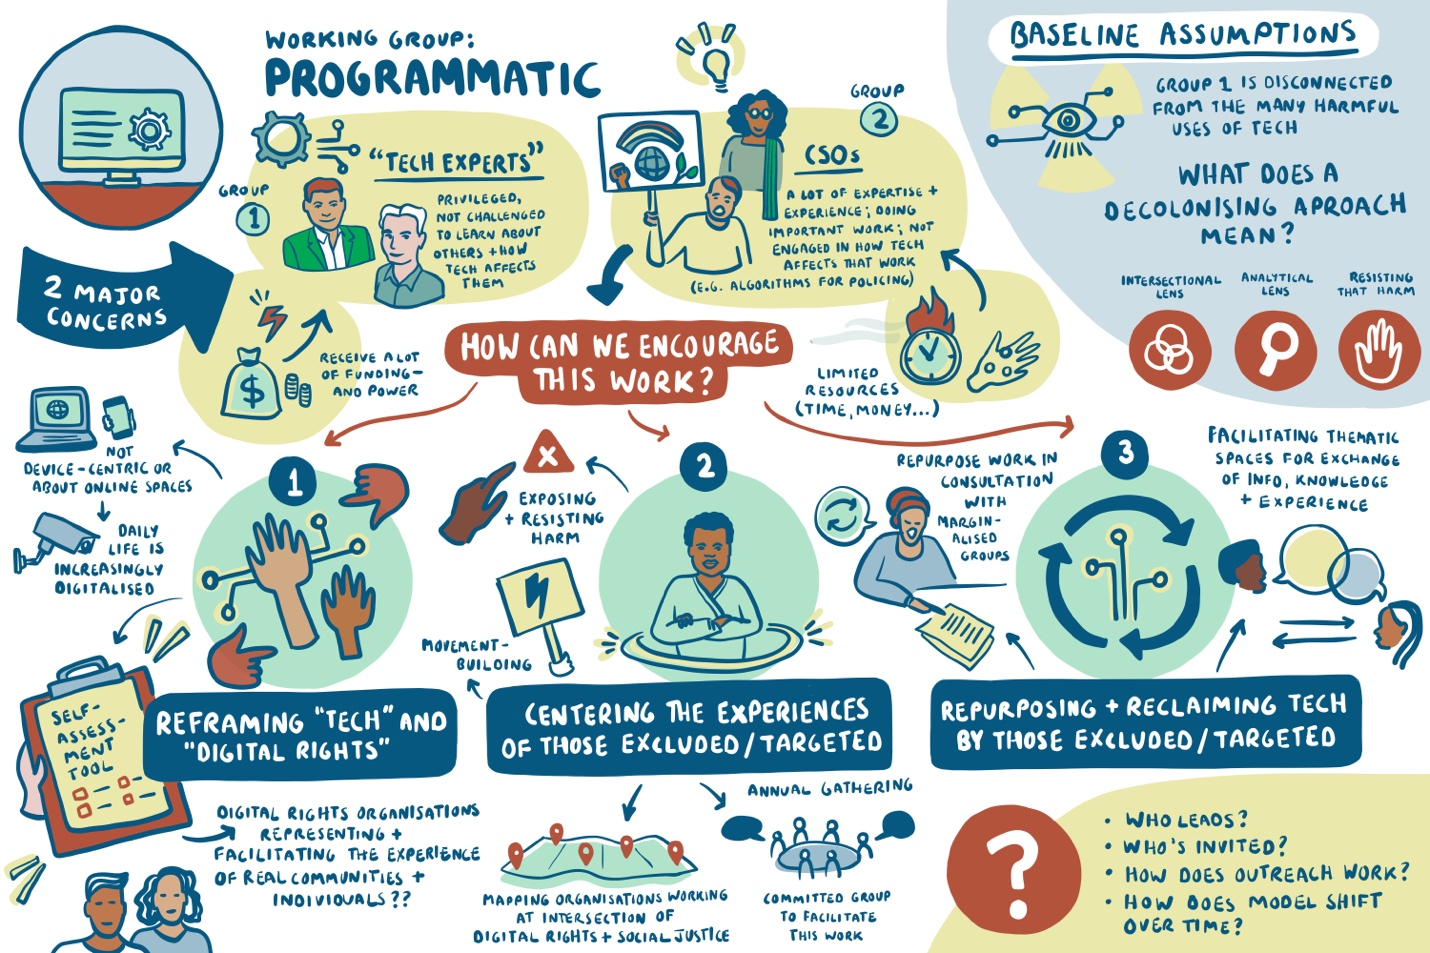 WORKING GROUP:
PROGRAMMATIC
2 MAJOR
CONCERNS
GROUP
1
"TECH EXPERTS"
PRIVILEGED,
NOT CHALLENGED
TO LEARN ABOUT
OTHERS + HOW
TECH AFFECTS
THEM
$
RECEIVE A LOT
OF FUNDING-
AND POWER
GROUP
2
CSOs
A LOT OF EXPERTISE +
EXPERIENCE; DOING
IMPORTANT WORK; NOT
ENGAGED IN HOW TECH
AFFECTS THAT WORK
(E.G. ALGORITHMS FOR POLICING)
LIMITED
RESOURCES
(TIME, MONEY...)
BASELINE ASSUMPTIONS
GROUP 1 IS DISCONNECTED
FROM THE MANY HARMFUL
USES OF TECH
WHAT DOES A
DECOLONISING APROACH
MEAN?
INTERSECTIONAL
LENS
ANALYTICAL
LENS
RESISTING
THAT HARM
HOW CAN WE ENCOURAGE
THIS WORK?
1
NOT
DEVICE-CENTRIC OR
ABOUT ONLINE SPACES
DAILY
LIFE IS
INCREASINGLY
DIGITALISED
SELF-
ASSESS-
MENT
TOOL
REFRAMING "TECH" AND
"DIGITAL RIGHTS"
DIGITAL RIGHTS ORGANISATIONS
REPRESENTING +
FACILITATING THE EXPERIENCE
OF REAL COMMUNITIES +
INDIVIDUALS??
2
X
EXPOSING
+ RESISTING
HARM
MOVEMENT-
BUILDING
CENTERING THE EXPERIENCES
OF THOSE EXCLUDED/TARGETED
MAPPING ORGANISATIONS WORKING
AT INTERSECTION OF
DIGITAL RIGHTS + SOCIAL JUSTICE
ANNUAL GATHERING
COMMITTED GROUP
TO FACILITATE
THIS WORK
3
REPURPOSE WORK IN
CONSULTATION
WITH
MARGIN-
ALISED
GROUPS
FACILITATING THEMATIC
SPACES FOR EXCHANGE
OF INFO, KNOWLEDGE
+ EXPERIENCE
REPURPOSING + RECLAIMING TECH
BY THOSE EXCLUDED/TARGETED
?
• WHO LEADS?
• WHO'S INVITED?
• HOW DOES OUTREACH WORK?
• HOW DOES MODEL SHIFT
OVER TIME?